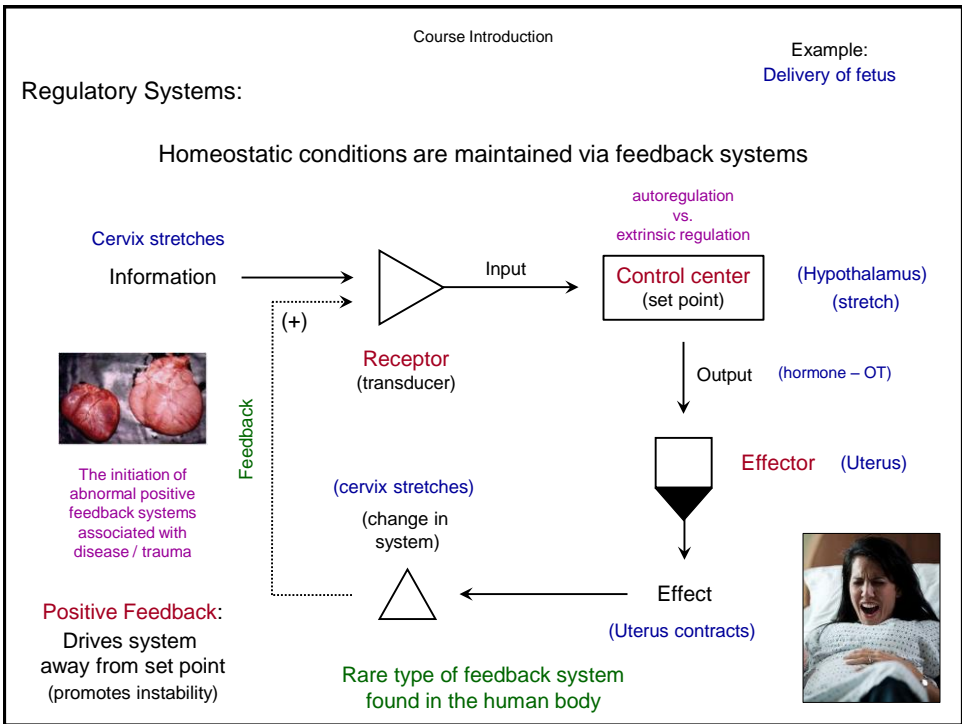 Course Introduction
Example:
Delivery of fetus
Regulatory Systems:
Homeostatic conditions are maintained via feedback systems
autoregulation
vs.
extrinsic regulation
Cervix stretches
Information
Input
Control center
(set point)
(Hypothalamus)
(stretch)
(+)
Receptor
(transducer)
Output
(hormone – OT)
Feedback
Effector
(Uterus)
The initiation of
abnormal positive
feedback systems
associated with
disease / trauma
(cervix stretches)
(change in
system)
Effect
(Uterus contracts)
Positive Feedback:
Drives system
away from set point
(promotes instability)
Rare type of feedback system
found in the human body